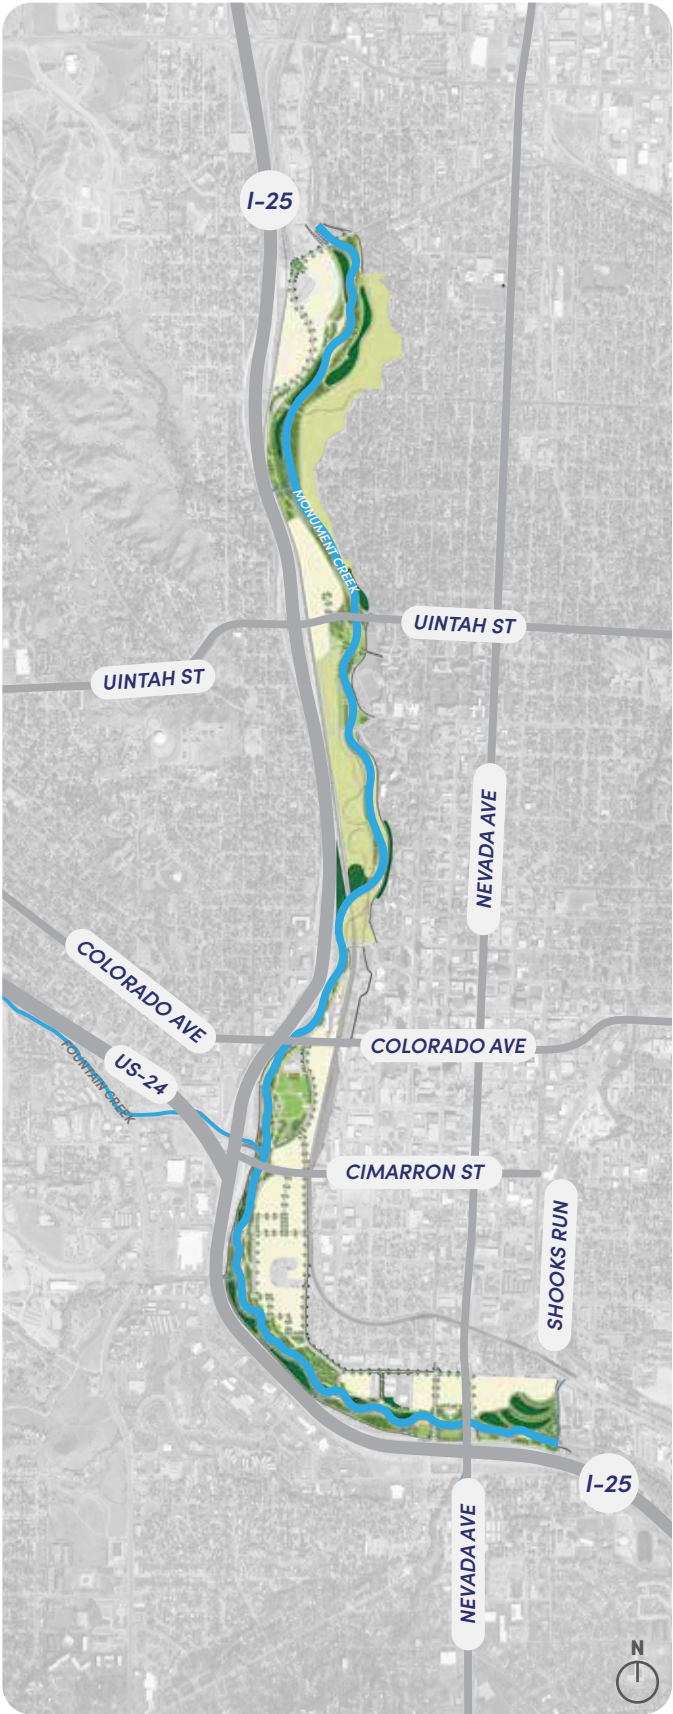 I-25
MONUMENT CREEK
UINTAH ST
UINTAH ST
NEVADA AVE
COLORADO AVE
COLORADO AVE
US-24
FOUNTAIN CREEK
CIMARRON ST
SHOOKS RUN
I-25
NEVADA AVE
N